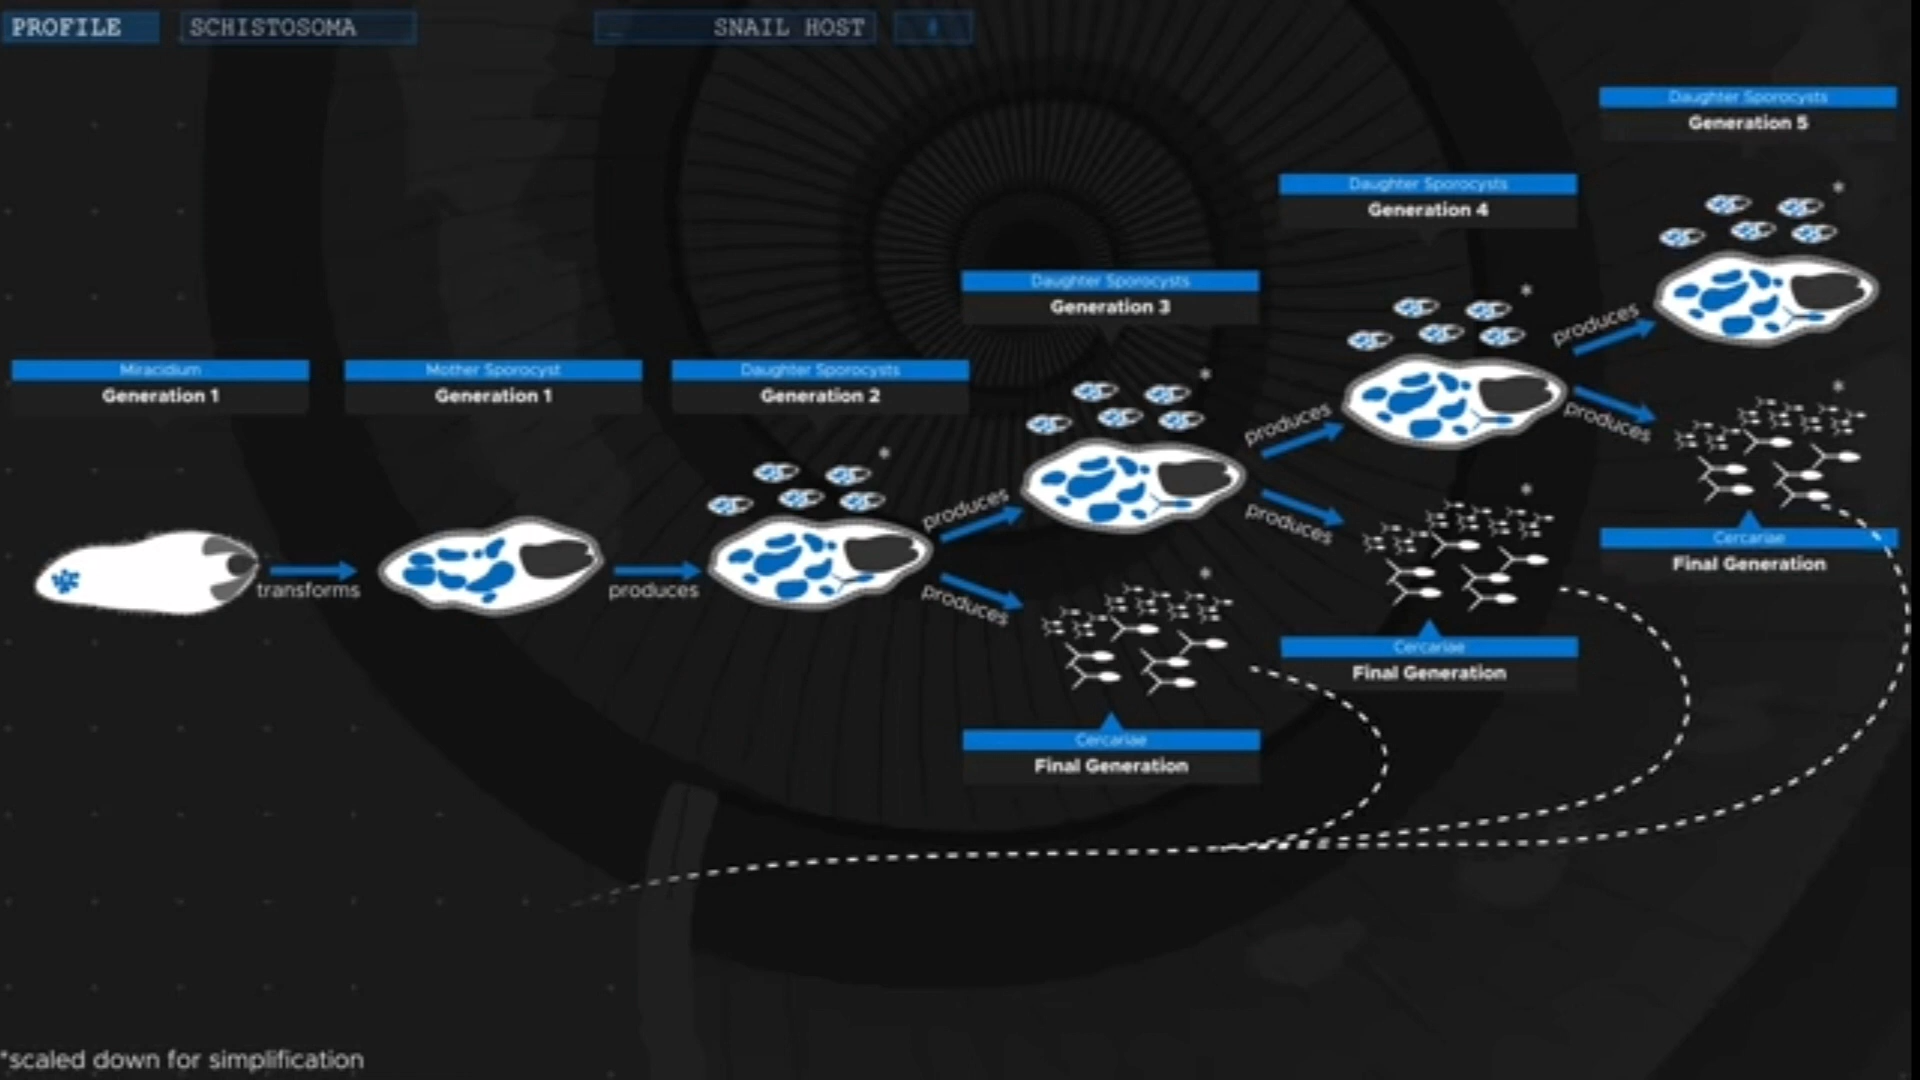 PROFILE
SCHISTOSOMA
SNAIL HOST
Daughter Sporocysts
Generation 5
Daughter Sporocysts
Generation 4
Daughter Sporocysts
Generation 3
Miracidium
Generation 1
Mother Sporocyst
Generation 1
Daughter Sporocysts
Generation 2
*
*
*
*
*
*
*
transforms
produces
produces
produces
produces
produces
produces
produces
Cercariae
Final Generation
Cercariae
Final Generation
Cercariae
Final Generation
*scaled down for simplification